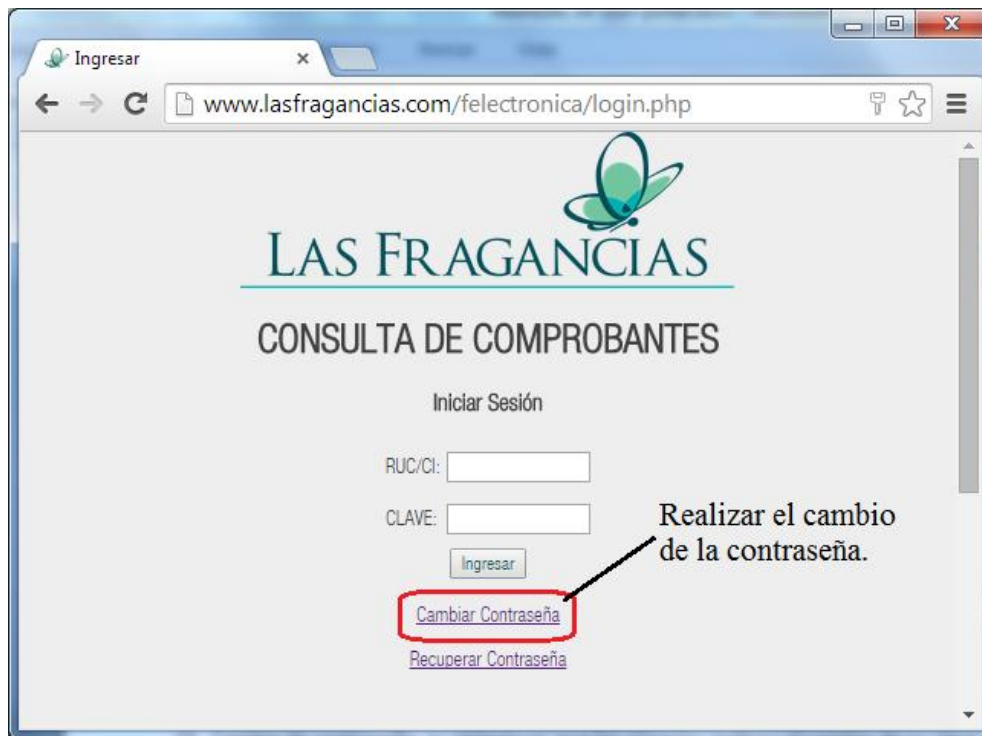 Ingresar
www.lasfragancias.com/felectronica/login.php
LAS FRAGANCIAS
CONSULTA DE COMPROBANTES
Iniciar Sesión
RUC/CI:
CLAVE:
Realizar el cambio
de la contraseña.
Ingresar
Cambiar Contraseña
Recuperar Contraseña